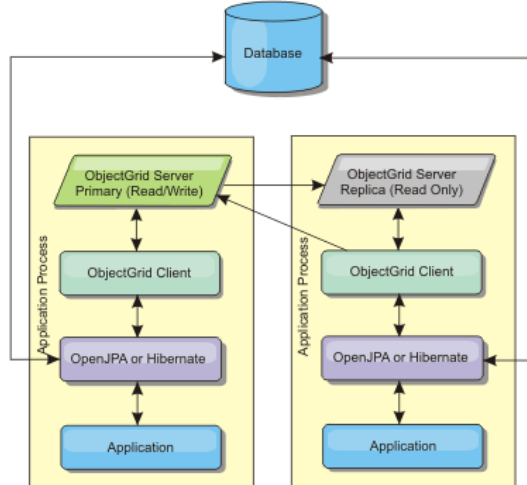 Database
ObjectGrid Server
Primary (Read/Write)
ObjectGrid Client
OpenJPA or Hibernate
Application
Application Process
ObjectGrid Server
Replica (Read Only)
ObjectGrid Client
OpenJPA or Hibernate
Application
Application Process